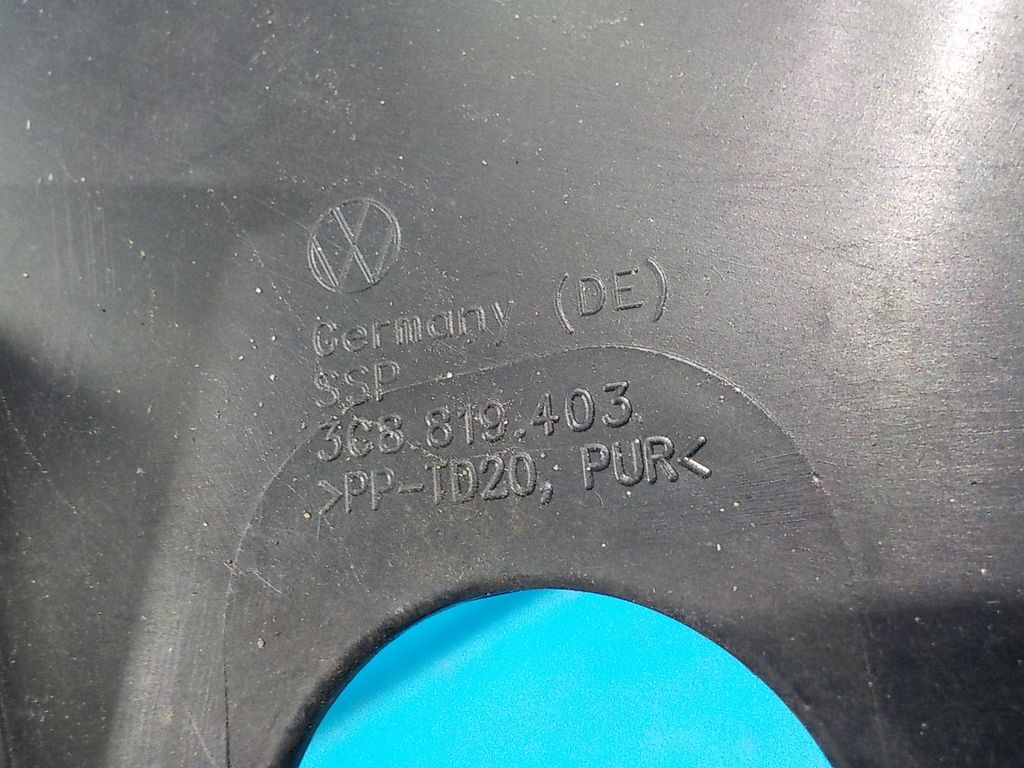 Germany (DE)
SSP
3C8.819.403
>PP-TD20, PUR<